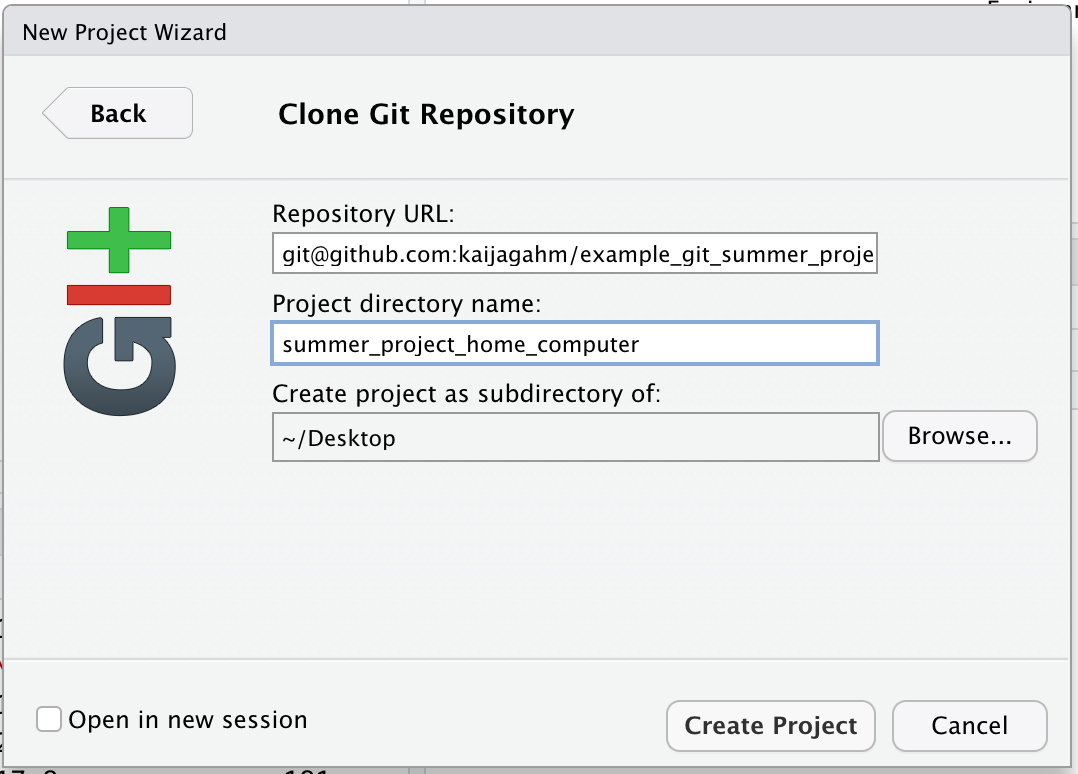 New Project Wizard
Back
Clone Git Repository
GIT
Repository URL:
git@github.com:kaijagahm/example_git_summer_proje
Project directory name:
summer_project_home_computer
Create project as subdirectory of:
~/Desktop
Browse...
Open in new session
Create Project
Cancel